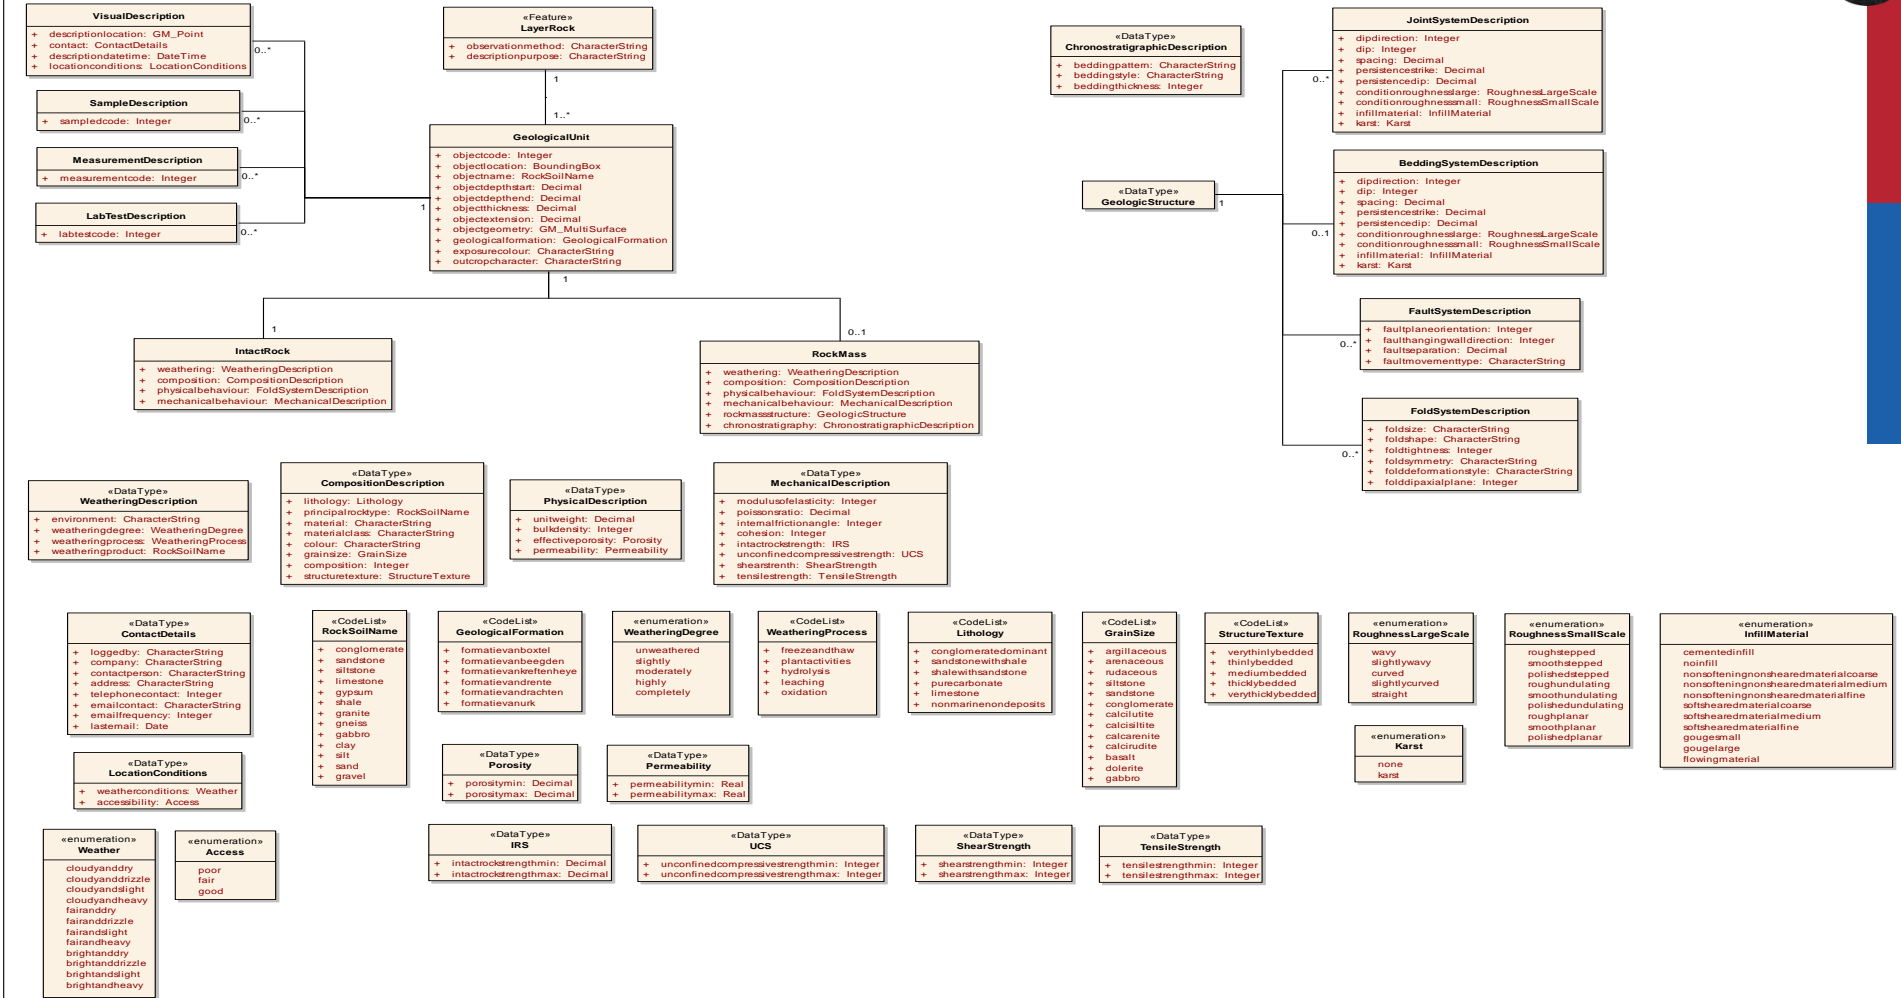 VisualDescription
+ descriptionlocation: GM_Point
+ contact: ContactDetails
+ descriptiondatetime: DateTime
+ locationconditions: LocationConditions
0..*
SampleDescription
+ sampledcode: Integer
0..*
MeasurementDescription
+ measurementcode: Integer
0..*
LabTestDescription
+ labtestcode: Integer
0..*
«Feature»
LayerRock
+ observationmethod: CharacterString
+ descriptionpurpose: CharacterString
1
1..*
GeologicalUnit
+ objectcode: Integer
+ objectlocation: BoundingBox
+ objectname: RockSoilName
+ objectdepthstart: Decimal
+ objectdepthend: Decimal
+ objectthickness: Decimal
+ objectextension: Decimal
+ objectgeometry: GM_MultiSurface
+ geologicalformation: GeologicalFormation
+ exposurecolour: CharacterString
+ outcropcharacter: CharacterString
1
1
1
0..1
IntactRock
+ weathering: WeatheringDescription
+ composition: CompositionDescription
+ physicalbehaviour: FoldSystemDescription
+ mechanicalbehaviour: MechanicalDescription
RockMass
+ weathering: WeatheringDescription
+ composition: CompositionDescription
+ physicalbehaviour: FoldSystemDescription
+ mechanicalbehaviour: MechanicalDescription
+ rockmassstructure: GeologicStructure
+ chronostratigraphy: ChronostratigraphicDescription
«DataType»
ChronostratigraphicDescription
+ beddingpattern: CharacterString
+ beddingstyle: CharacterString
+ beddingthickness: Integer
«DataType»
GeologicStructure
1
JointSystemDescription
+ dipdirection: Integer
+ dip: Integer
+ spacing: Decimal
+ persistencestrike: Decimal
+ persistencedip: Decimal
+ conditionroughnesslarge: RoughnessLargeScale
+ conditionroughnesssmall: RoughnessSmallScale
+ infillmaterial: InfillMaterial
+ karst: Karst
0..*
BeddingSystemDescription
+ dipdirection: Integer
+ dip: Integer
+ spacing: Decimal
+ persistencestrike: Decimal
+ persistencedip: Decimal
+ conditionroughnesslarge: RoughnessLargeScale
+ conditionroughnesssmall: RoughnessSmallScale
+ infillmaterial: InfillMaterial
+ karst: Karst
0..1
FaultSystemDescription
+ faultplaneorientation: Integer
+ faulthangingwalldirection: Integer
+ faultseparation: Decimal
+ faultmovementtype: CharacterString
0..*
FoldSystemDescription
+ foldsize: CharacterString
+ foldshape: CharacterString
+ foldtightness: Integer
+ foldsymmetry: CharacterString
+ folddeformationstyle: CharacterString
+ folddipaxialplane: Integer
0..*
«DataType»
WeatheringDescription
+ environment: CharacterString
+ weatheringdegree: WeatheringDegree
+ weatheringprocess: WeatheringProcess
+ weatheringproduct: RockSoilName
«DataType»
CompositionDescription
+ lithology: Lithology
+ principalrocktype: RockSoilName
+ material: CharacterString
+ materialclass: CharacterString
+ colour: CharacterString
+ grainsize: GrainSize
+ composition: Integer
+ structuretexture: StructureTexture
«DataType»
PhysicalDescription
+ unitweight: Decimal
+ bulkdensity: Integer
+ effectiveporosity: Porosity
+ permeability: Permeability
«DataType»
MechanicalDescription
+ modulusofelasticity: Integer
+ poissonsratio: Decimal
+ internalfrictionangle: Integer
+ cohesion: Integer
+ intactrockstrength: IRS
+ unconfinedcompressivestrength: UCS
+ shearstrenth: ShearStrength
+ tensilestrength: TensileStrength
«DataType»
ContactDetails
+ loggedby: CharacterString
+ company: CharacterString
+ contactperson: CharacterString
+ address: CharacterString
+ telephonecontact: Integer
+ emailcontact: CharacterString
+ emailfrequency: Integer
+ lastemail: Date
«CodeList»
RockSoilName
+ conglomerate
+ sandstone
+ siltstone
+ limestone
+ gypsum
+ shale
+ granite
+ gneiss
+ gabbro
+ clay
+ silt
+ sand
+ gravel
«CodeList»
GeologicalFormation
+ formatievanboxtel
+ formatievanbeegden
+ formatievankreftenheye
+ formatievandrente
+ formatievandrachten
+ formatievanurk
«enumeration»
WeatheringDegree
unweathered
slightly
moderately
highly
completely
«CodeList»
WeatheringProcess
+ freezeandthaw
+ plantactivities
+ hydrolysis
+ leaching
+ oxidation
«CodeList»
Lithology
+ conglomeratedominant
+ sandstonewithshale
+ shalewithsandstone
+ purecarbonate
+ limestone
+ nonmarinenondeposits
«CodeList»
GrainSize
+ argillaceous
+ arenaceous
+ rudaceous
+ siltstone
+ sandstone
+ conglomerate
+ calcilutite
+ calcisiltite
+ calcarenite
+ calcirudite
+ basalt
+ dolerite
+ gabbro
«CodeList»
StructureTexture
+ verythinlybedded
+ thinlybedded
+ mediumbedded
+ thicklybedded
+ verythicklybedded
«enumeration»
RoughnessLargeScale
wavy
slightlywavy
curved
slightlycurved
straight
«enumeration»
RoughnessSmallScale
roughstepped
smoothstepped
polishedstepped
roughundulating
smoothundulating
polishedundulating
roughplanar
smoothplanar
polishedplanar
«enumeration»
InfillMaterial
cementedinfill
noinfill
nonsofteningnonshearedmaterialcoarse
nonsofteningnonshearedmaterialmedium
nonsofteningnonshearedmaterialfine
softshearedmaterialcoarse
softshearedmaterialmedium
softshearedmaterialfine
gougesmall
gougelarge
flowingmaterial
«enumeration»
Karst
none
karst
«DataType»
LocationConditions
+ weatherconditions: Weather
+ accessibility: Access
«DataType»
Porosity
+ porositymin: Decimal
+ porositymax: Decimal
«DataType»
Permeability
+ permeabilitymin: Real
+ permeabilitymax: Real
«enumeration»
Weather
cloudyanddry
cloudyanddrizzle
cloudyandslight
cloudyandheavy
fairanddry
fairanddrizzle
fairandslight
fairandheavy
brightanddry
brightanddrizzle
brightandslight
brightandheavy
«enumeration»
Access
poor
fair
good
«DataType»
IRS
+ intactrockstrengthmin: Decimal
+ intactrockstrengthmax: Decimal
«DataType»
UCS
+ unconfinedcompressivestrengthmin: Integer
+ unconfinedcompressivestrengthmax: Integer
«DataType»
ShearStrength
+ shearstrengthmin: Integer
+ shearstrengthmax: Integer
«DataType»
TensileStrength
+ tensilestrengthmin: Integer
+ tensilestrengthmax: Integer